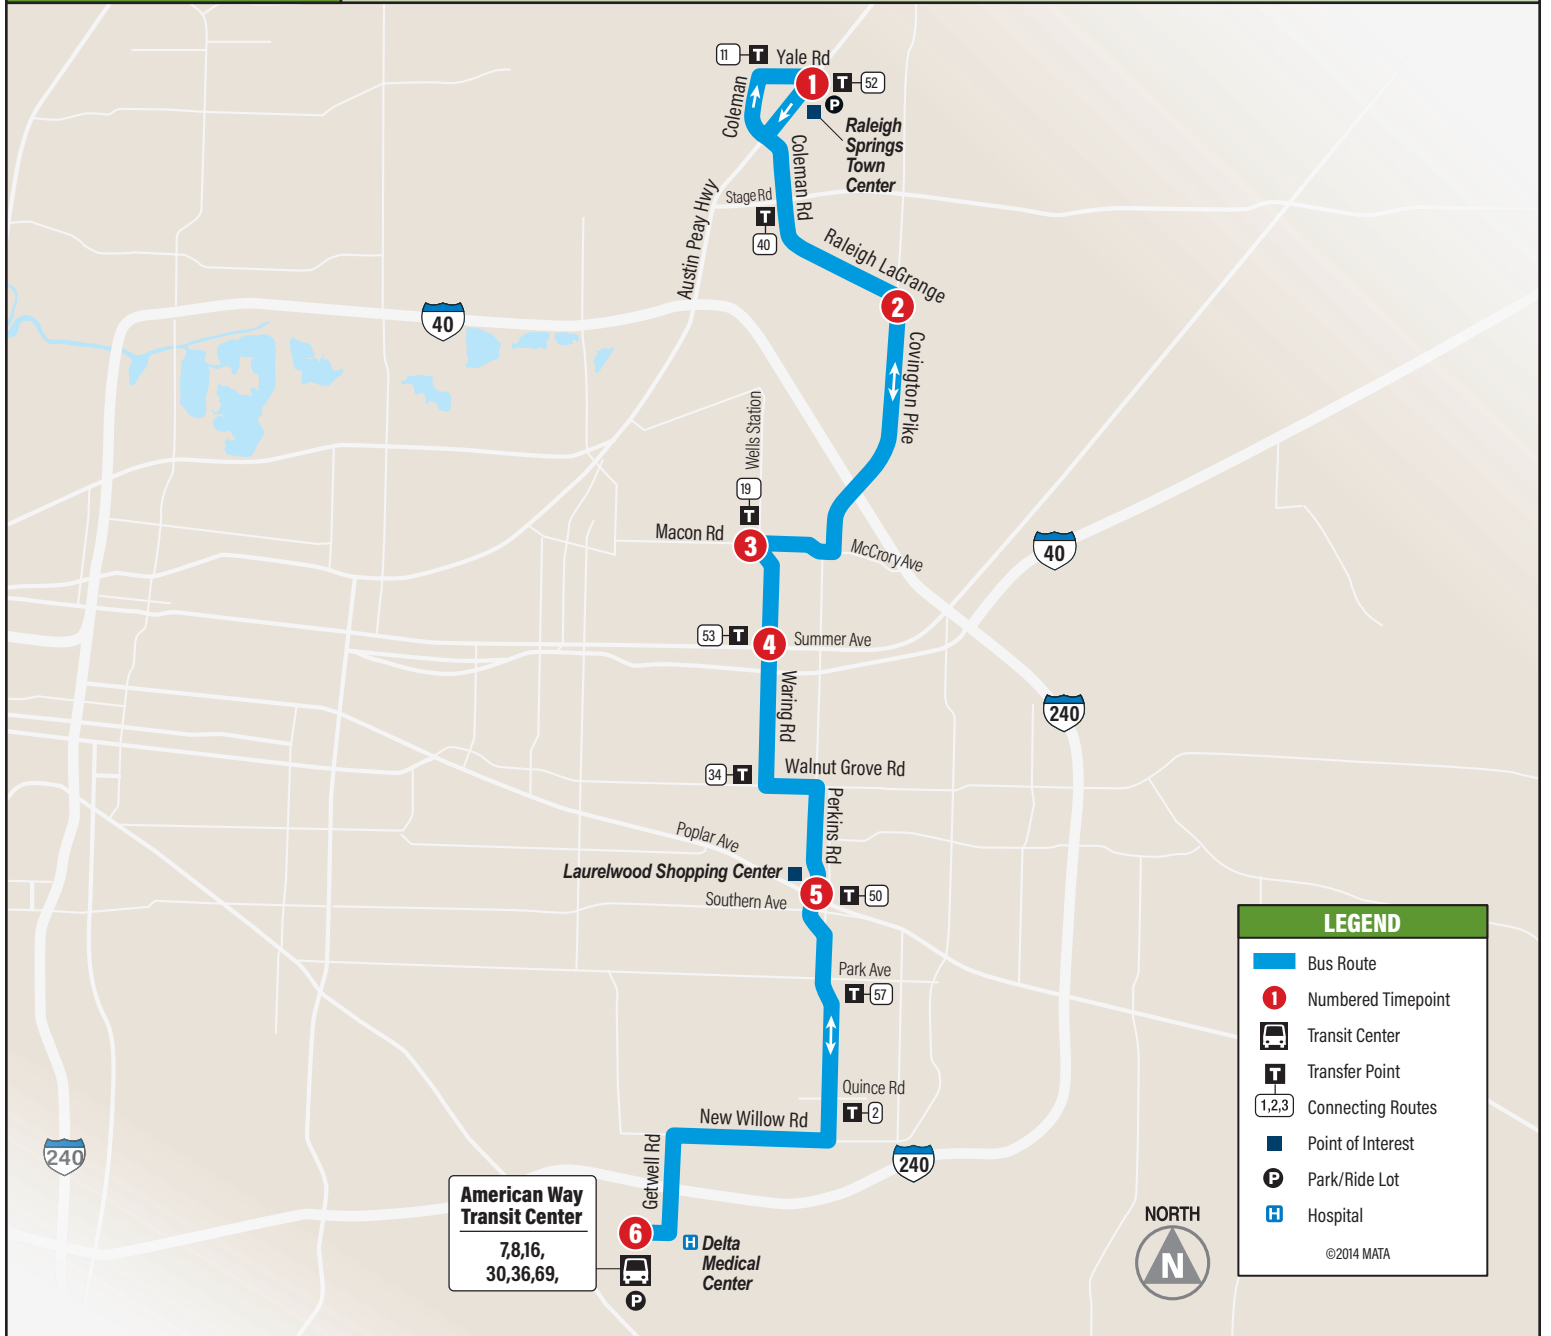 11
T
Yale Rd
1
T
52
P
Coleman
Raleigh
Springs
Town
Center
Coleman Rd
Stage Rd
T
40
Austin Peay Hwy
Raleigh LaGrange
2
40
Covington Pike
Wells Station
19
T
Macon Rd
3
McCrory Ave
40
53
T
4
Summer Ave
Waring Rd
240
34
T
Walnut Grove Rd
Perkins Rd
Poplar Ave
Laurelwood Shopping Center
5
T
50
Southern Ave
Park Ave
T
57
Quince Rd
T
2
New Willow Rd
Getwell Rd
240
240
American Way
Transit Center
7,8,16,
30,36,69,
6
P
H
Delta
Medical
Center
NORTH
N
LEGEND
Bus Route
1
Numbered Timepoint
Transit Center
T
Transfer Point
1,2,3
Connecting Routes
Point of Interest
P
Park/Ride Lot
H
Hospital
©2014 MATA